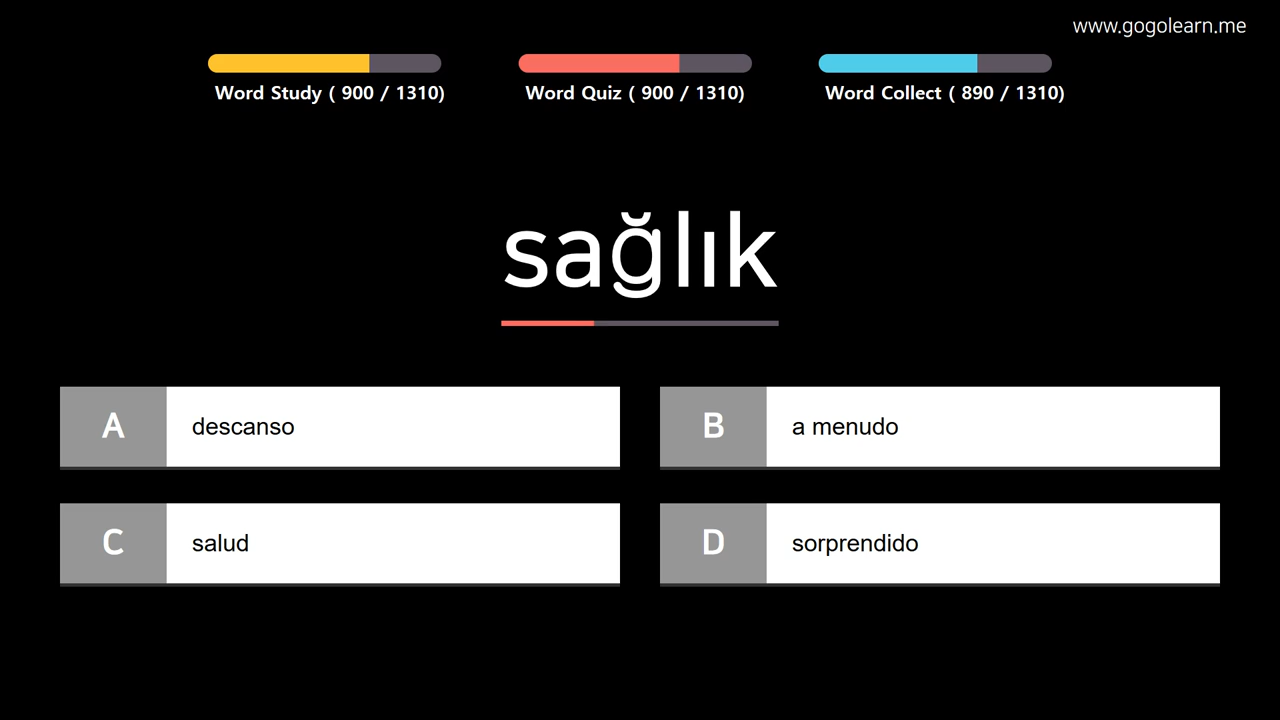 www.gogolearn.me
Word Study ( 900 / 1310)
Word Quiz ( 900 / 1310)
Word Collect ( 890 / 1310)
sağlık
A descanso
B a menudo
C salud
D sorprendido